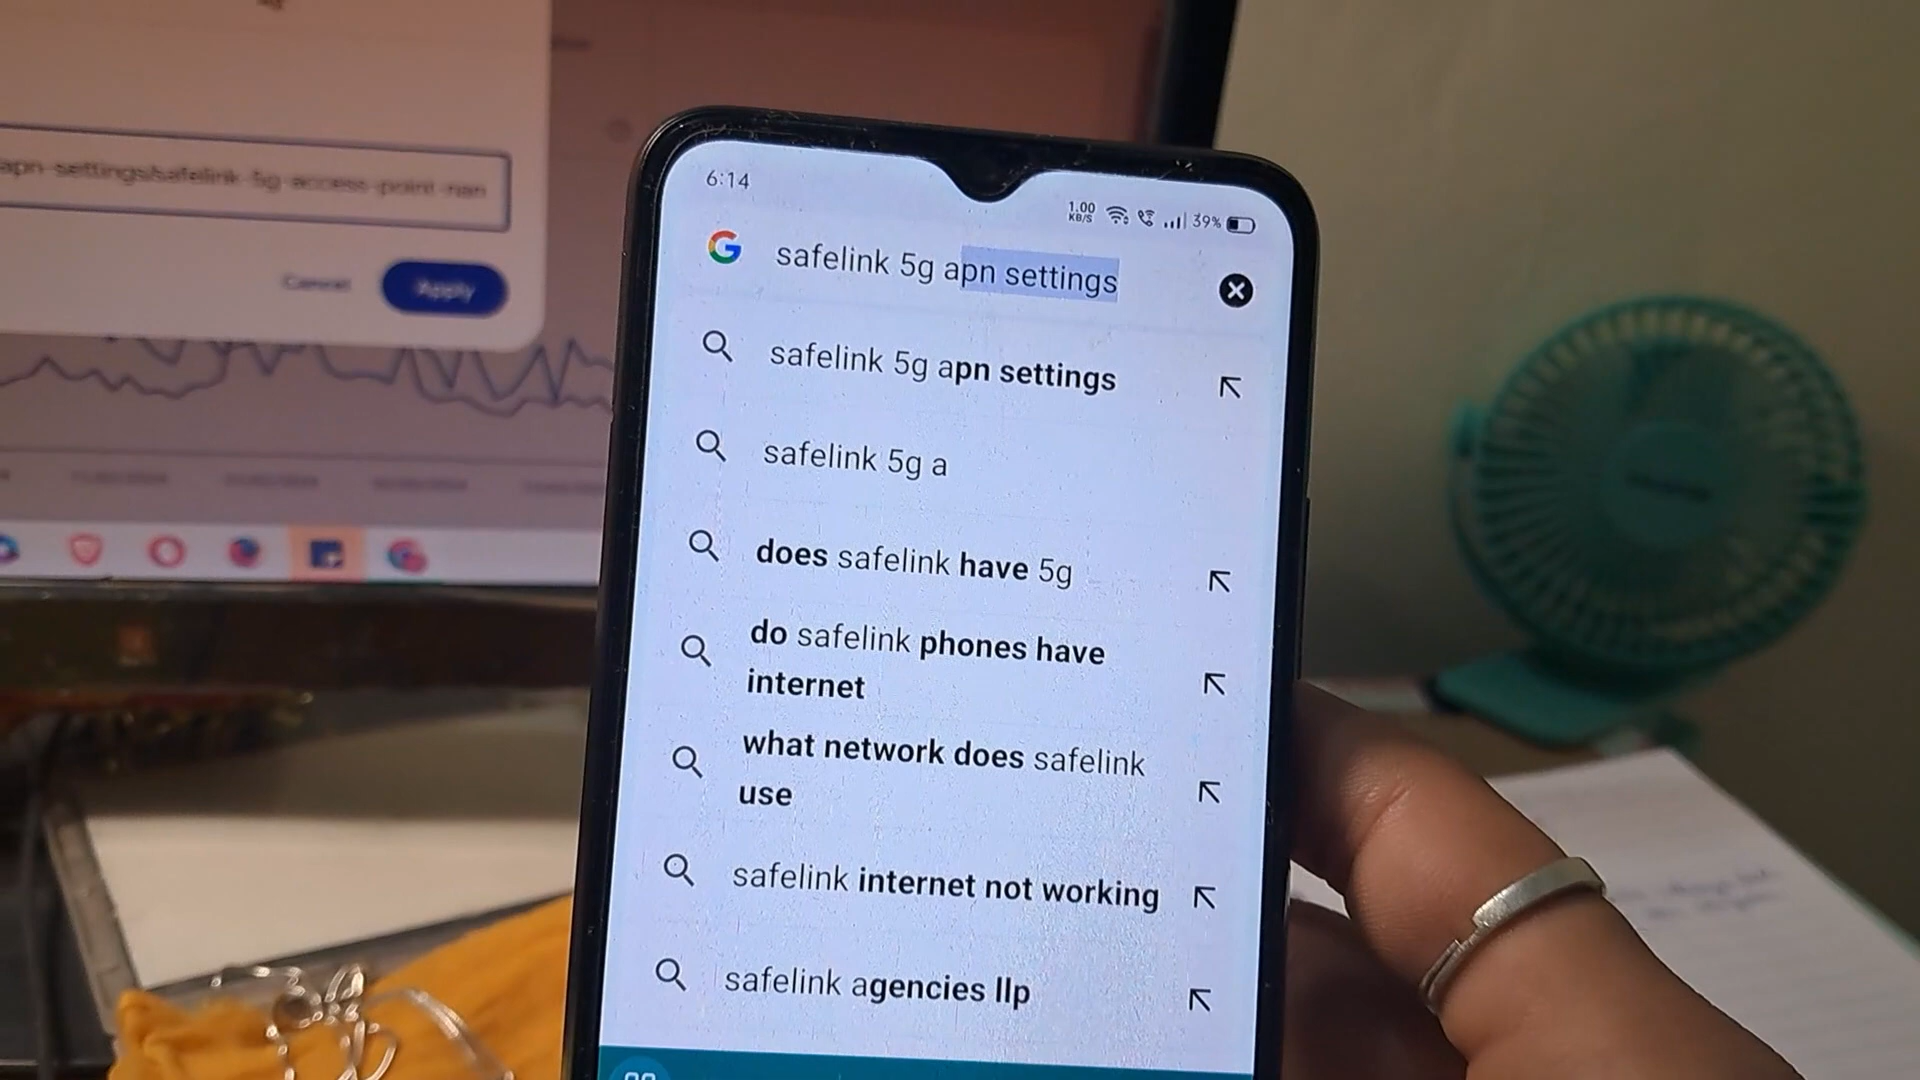 apn-settings/safelink-5g-access-point-nam
Cancel
Apply
6:14
1.00
KB/S
39%
safelink 5g apn settings
safelink 5g apn settings
safelink 5g a
does safelink have 5g
do safelink phones have
internet
what network does safelink
use
safelink internet not working
safelink agencies llp